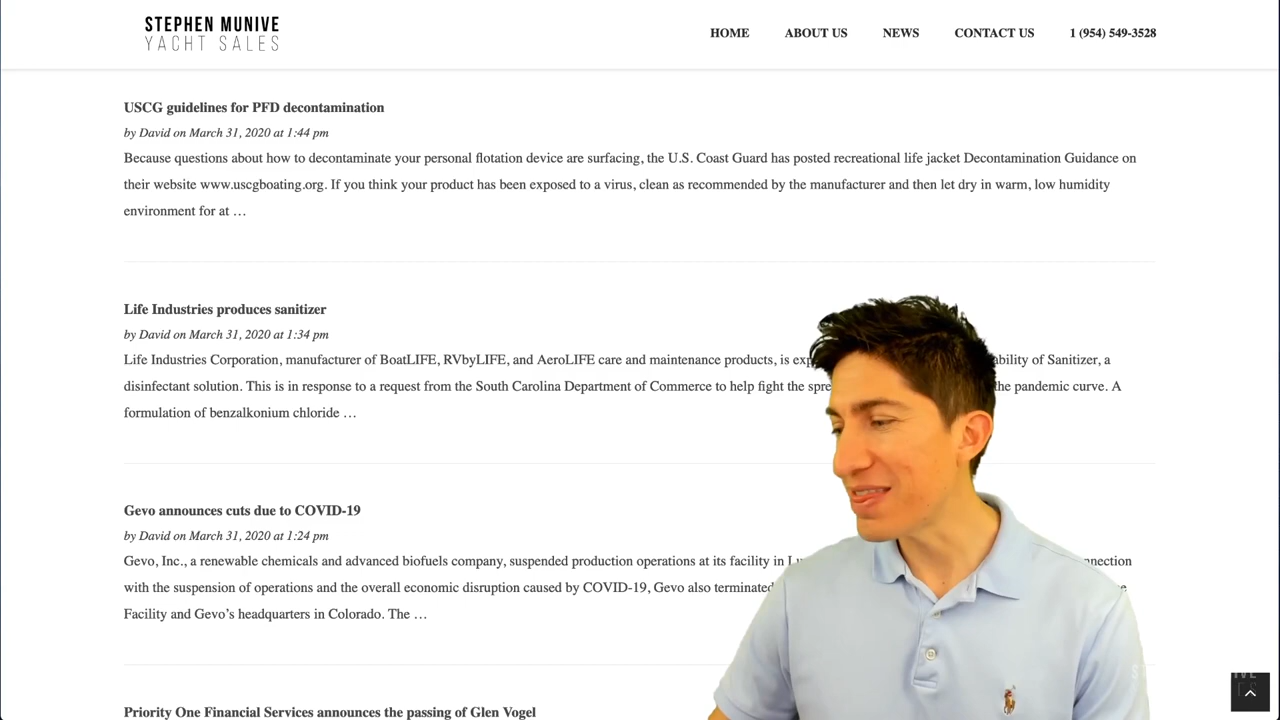 STEPHEN MUNIVE
YACHT SALES
HOME ABOUT US NEWS CONTACT US 1 (954) 549-3528
USCG guidelines for PFD decontamination
by David on March 31, 2020 at 1:44 pm
Because questions about how to decontaminate your personal flotation device are surfacing, the U.S. Coast Guard has posted recreational life jacket Decontamination Guidance on
their website www.uscgboating.org. If you think your product has been exposed to a virus, clean as recommended by the manufacturer and then let dry in warm, low humidity
environment for at …
Life Industries produces sanitizer
by David on March 31, 2020 at 1:34 pm
Life Industries Corporation, manufacturer of BoatLIFE, RVbyLIFE, and AeroLIFE care and maintenance products, is of Sanitizer, a
disinfectant solution. This is in response to a request from the South Carolina Department of Commerce to help fight the the pandemic curve. A
formulation of benzalkonium chloride …
Gevo announces cuts due to COVID-19
by David on March 31, 2020 at 1:24 pm
Gevo, Inc., a renewable chemicals and advanced biofuels company, suspended production operations at its facility in
with the suspension of operations and the overall economic disruption caused by COVID-19, Gevo also terminated
Facility and Gevo’s headquarters in Colorado. The …
Priority One Financial Services announces the passing of Glen Vogel